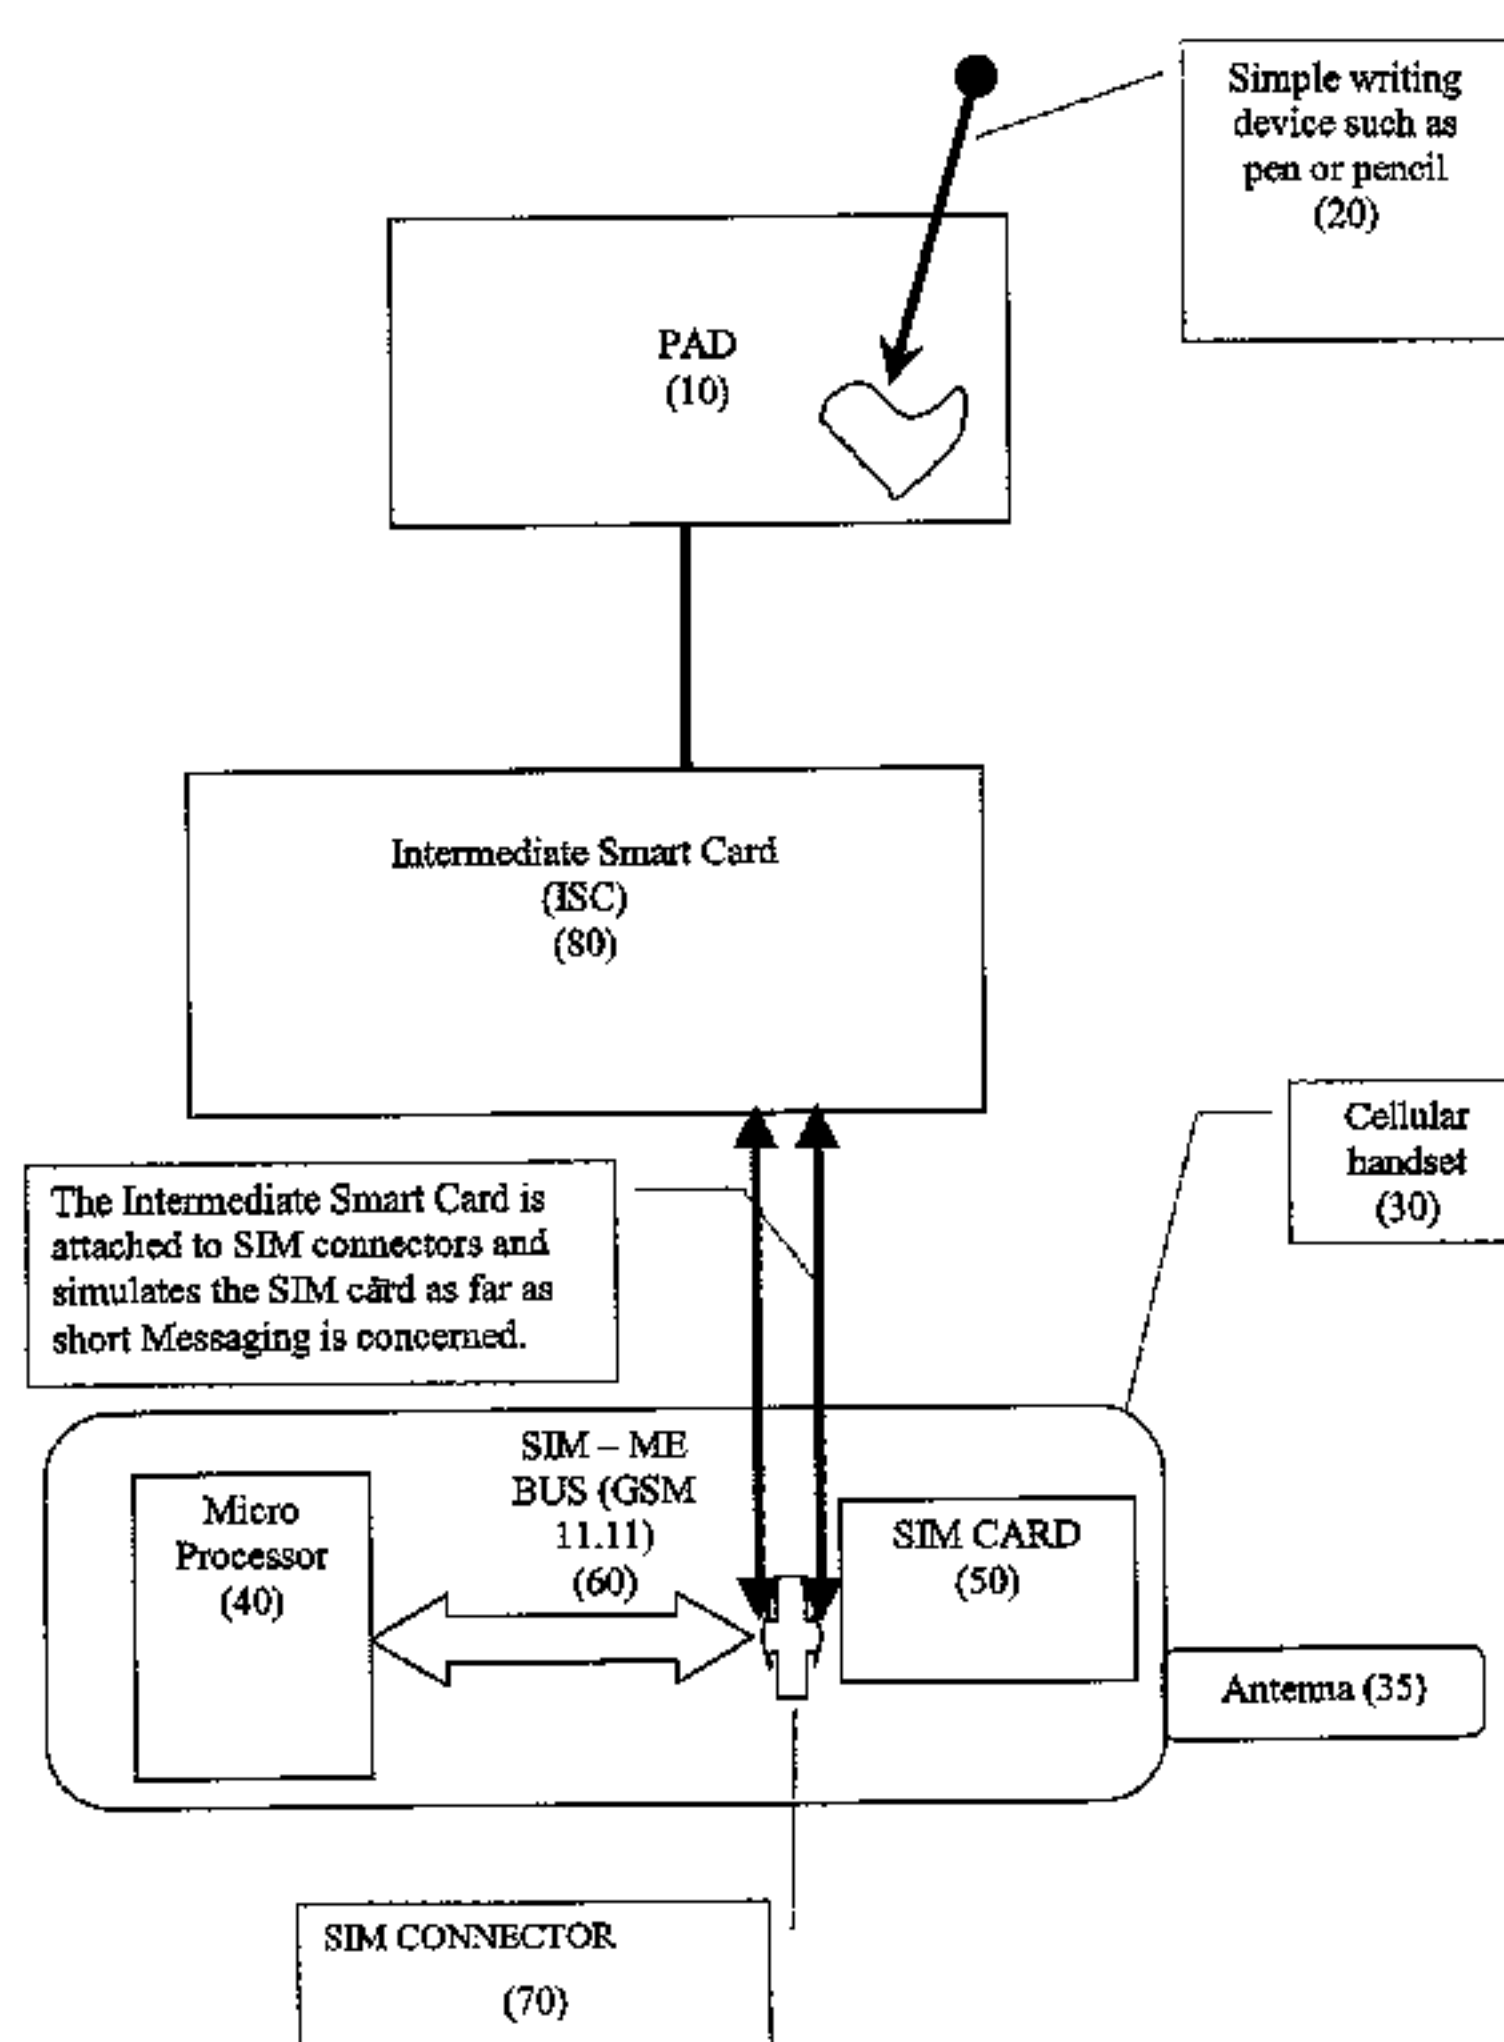 Simple writing
device such as
pen or pencil
(20)
PAD
(10)
Intermediate Smart Card
(ISC)
(80)
Cellular
handset
(30)
The Intermediate Smart Card is
attached to SIM connectors and
simulates the SIM card as far as
short Messaging is concerned.
SIM – ME
BUS (GSM
11.11)
(60)
Micro
Processor
(40)
SIM CARD
(50)
Antenna (35)
SIM CONNECTOR
(70)